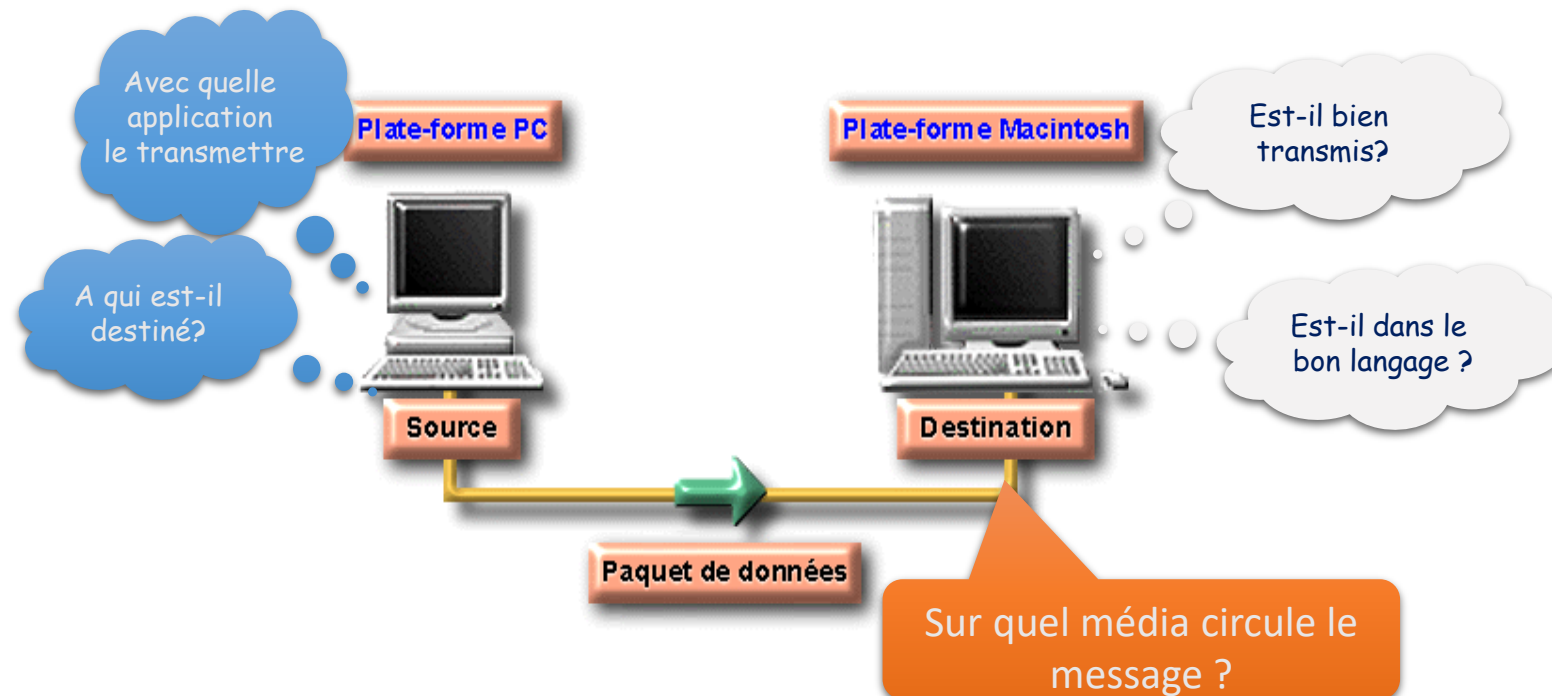 Avec quelle
application
le transmettre
Plate-forme PC
Plate-forme Macintosh
Est-il bien
transmis?
A qui est-il
destiné?
Est-il dans le
bon langage ?
Source
Destination
Paquet de données
Sur quel média circule le
message ?